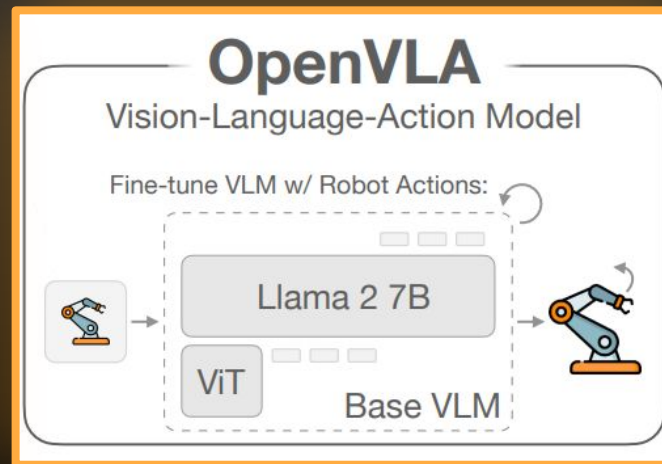 OpenVLA
Vision-Language-Action Model
Fine-tune VLM w/ Robot Actions:
Llama 2 7B
ViT
Base VLM